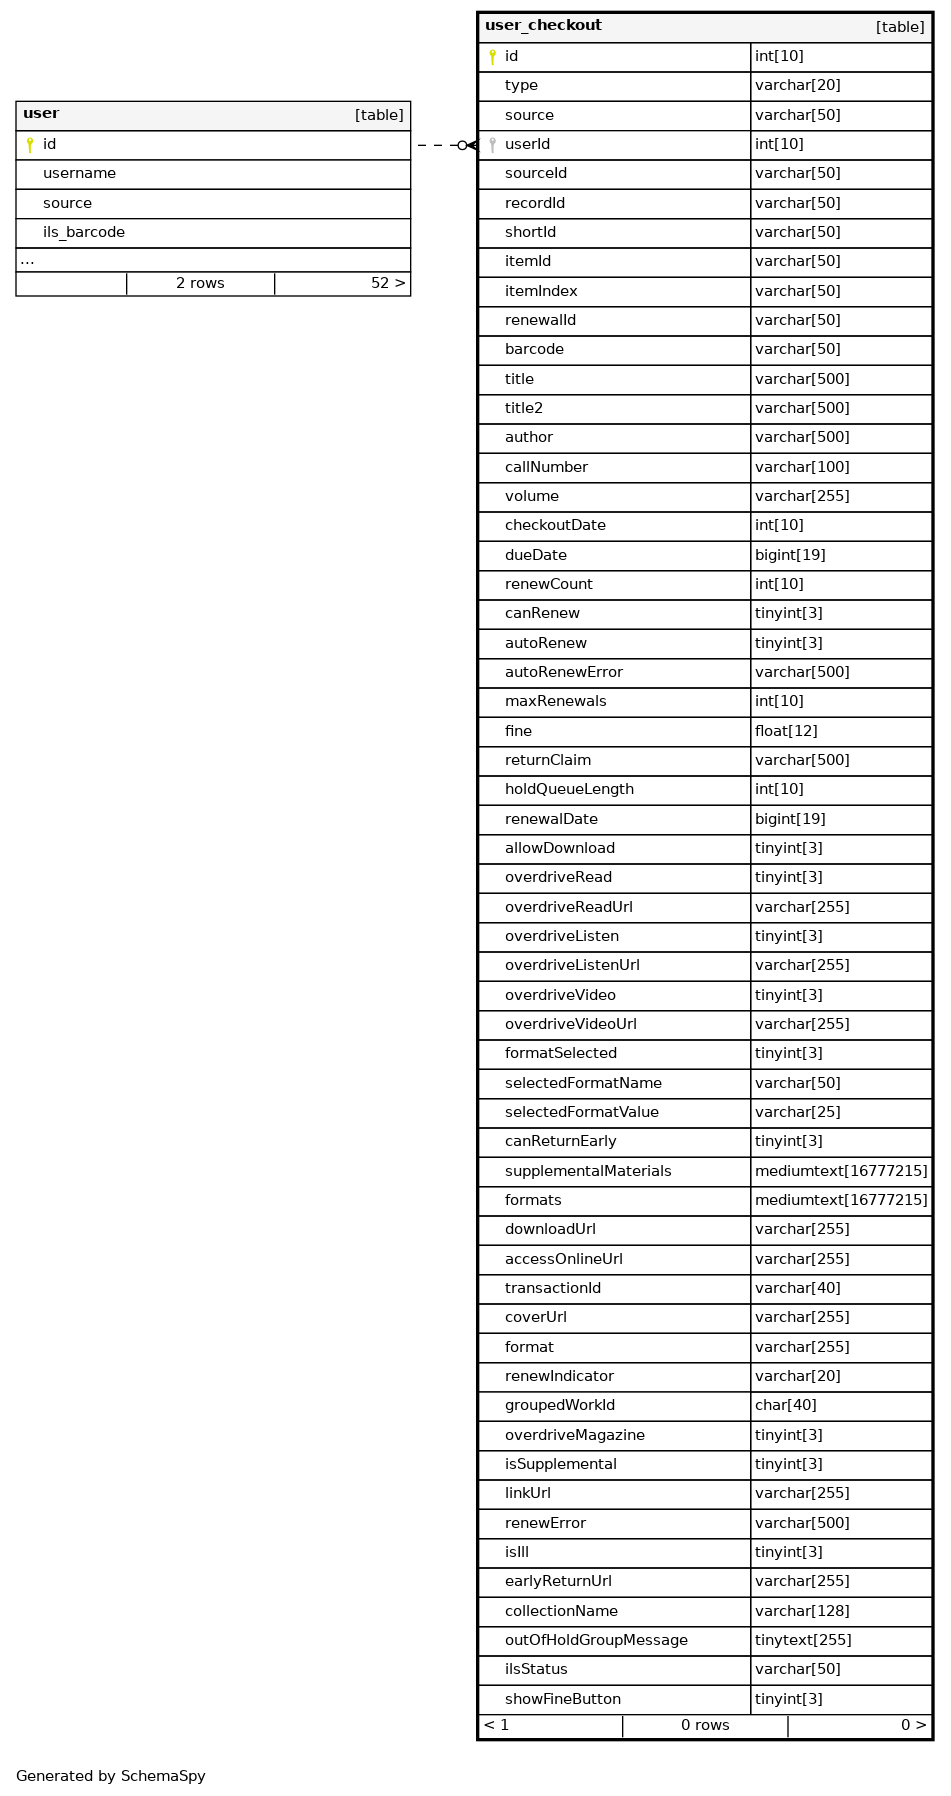 user [table]
id
username
source
ils_barcode
...
2 rows 52 >
user_checkout [table]
id int[10]
type varchar[20]
source varchar[50]
userId int[10]
sourceId varchar[50]
recordId varchar[50]
shortId varchar[50]
itemId varchar[50]
itemIndex varchar[50]
renewalId varchar[50]
barcode varchar[50]
title varchar[500]
title2 varchar[500]
author varchar[500]
callNumber varchar[100]
volume varchar[255]
checkoutDate int[10]
dueDate bigint[19]
renewCount int[10]
canRenew tinyint[3]
autoRenew tinyint[3]
autoRenewError varchar[500]
maxRenewals int[10]
fine float[12]
returnClaim varchar[500]
holdQueueLength int[10]
renewalDate bigint[19]
allowDownload tinyint[3]
overdriveRead tinyint[3]
overdriveReadUrl varchar[255]
overdriveListen tinyint[3]
overdriveListenUrl varchar[255]
overdriveVideo tinyint[3]
overdriveVideoUrl varchar[255]
formatSelected tinyint[3]
selectedFormatName varchar[50]
selectedFormatValue varchar[25]
canReturnEarly tinyint[3]
supplementalMaterials mediumtext[16777215]
formats mediumtext[16777215]
downloadUrl varchar[255]
accessOnlineUrl varchar[255]
transactionId varchar[40]
coverUrl varchar[255]
format varchar[255]
renewIndicator varchar[20]
groupedWorkId char[40]
overdriveMagazine tinyint[3]
isSupplemental tinyint[3]
linkUrl varchar[255]
renewError varchar[500]
isIll tinyint[3]
earlyReturnUrl varchar[255]
collectionName varchar[128]
outOfHoldGroupMessage tinytext[255]
ilsStatus varchar[50]
showFineButton tinyint[3]
< 1 0 rows 0 >
Generated by SchemaSpy